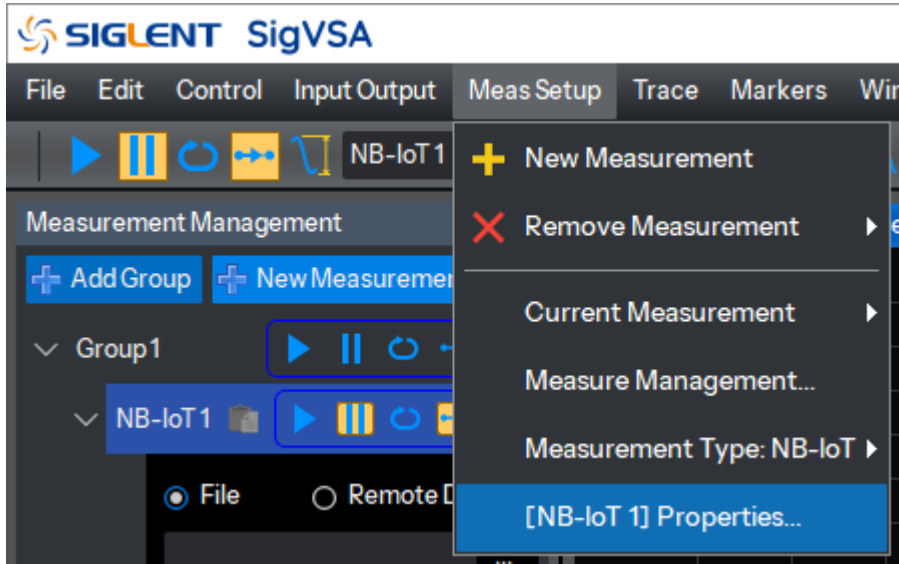 SIGLENT SigVSA
File Edit Control Input Output Meas Setup Trace Markers
NB-IoT 1
New Measurement
Measurement Management
Remove Measurement
Add Group
Group1
Current Measurement
Measure Management...
NB-IoT 1
Measurement Type: NB-IoT
File Remote
[NB-IoT 1] Properties...